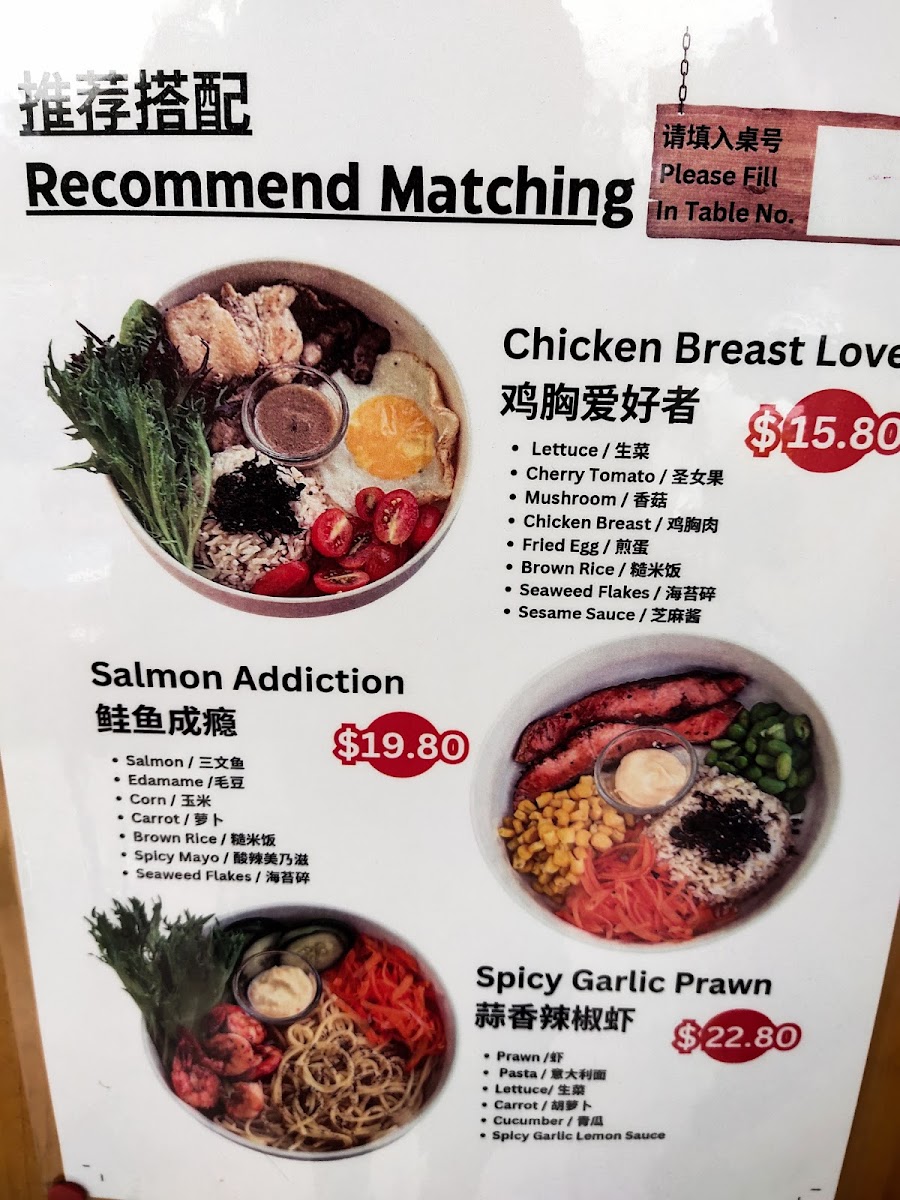 推荐搭配
Recommend Matching
请填入桌号
Please Fill
In Table No.
Chicken Breast Love
鸡胸爱好者
$15.80
• Lettuce / 生菜
• Cherry Tomato / 圣女果
• Mushroom / 香菇
• Chicken Breast / 鸡胸肉
• Fried Egg / 煎蛋
• Brown Rice / 糙米饭
• Seaweed Flakes / 海苔碎
• Sesame Sauce / 芝麻酱
Salmon Addiction
鲑鱼成瘾
$19.80
• Salmon / 三文鱼
• Edamame /毛豆
• Corn / 玉米
• Carrot / 萝卜
• Brown Rice / 糙米饭
• Spicy Mayo / 酸辣美乃滋
• Seaweed Flakes / 海苔碎
Spicy Garlic Prawn
蒜香辣椒虾
$22.80
• Prawn /虾
• Pasta / 意大利面
• Lettuce/ 生菜
• Carrot / 胡萝卜
• Cucumber / 青瓜
• Spicy Garlic Lemon Sauce